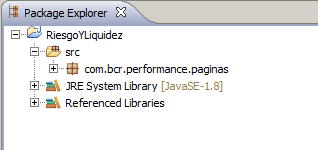 Package Explorer
RiesgoYLiquidez
src
com.bcr.performance.paginas
JRE System Library [JavaSE-1.8]
Referenced Libraries